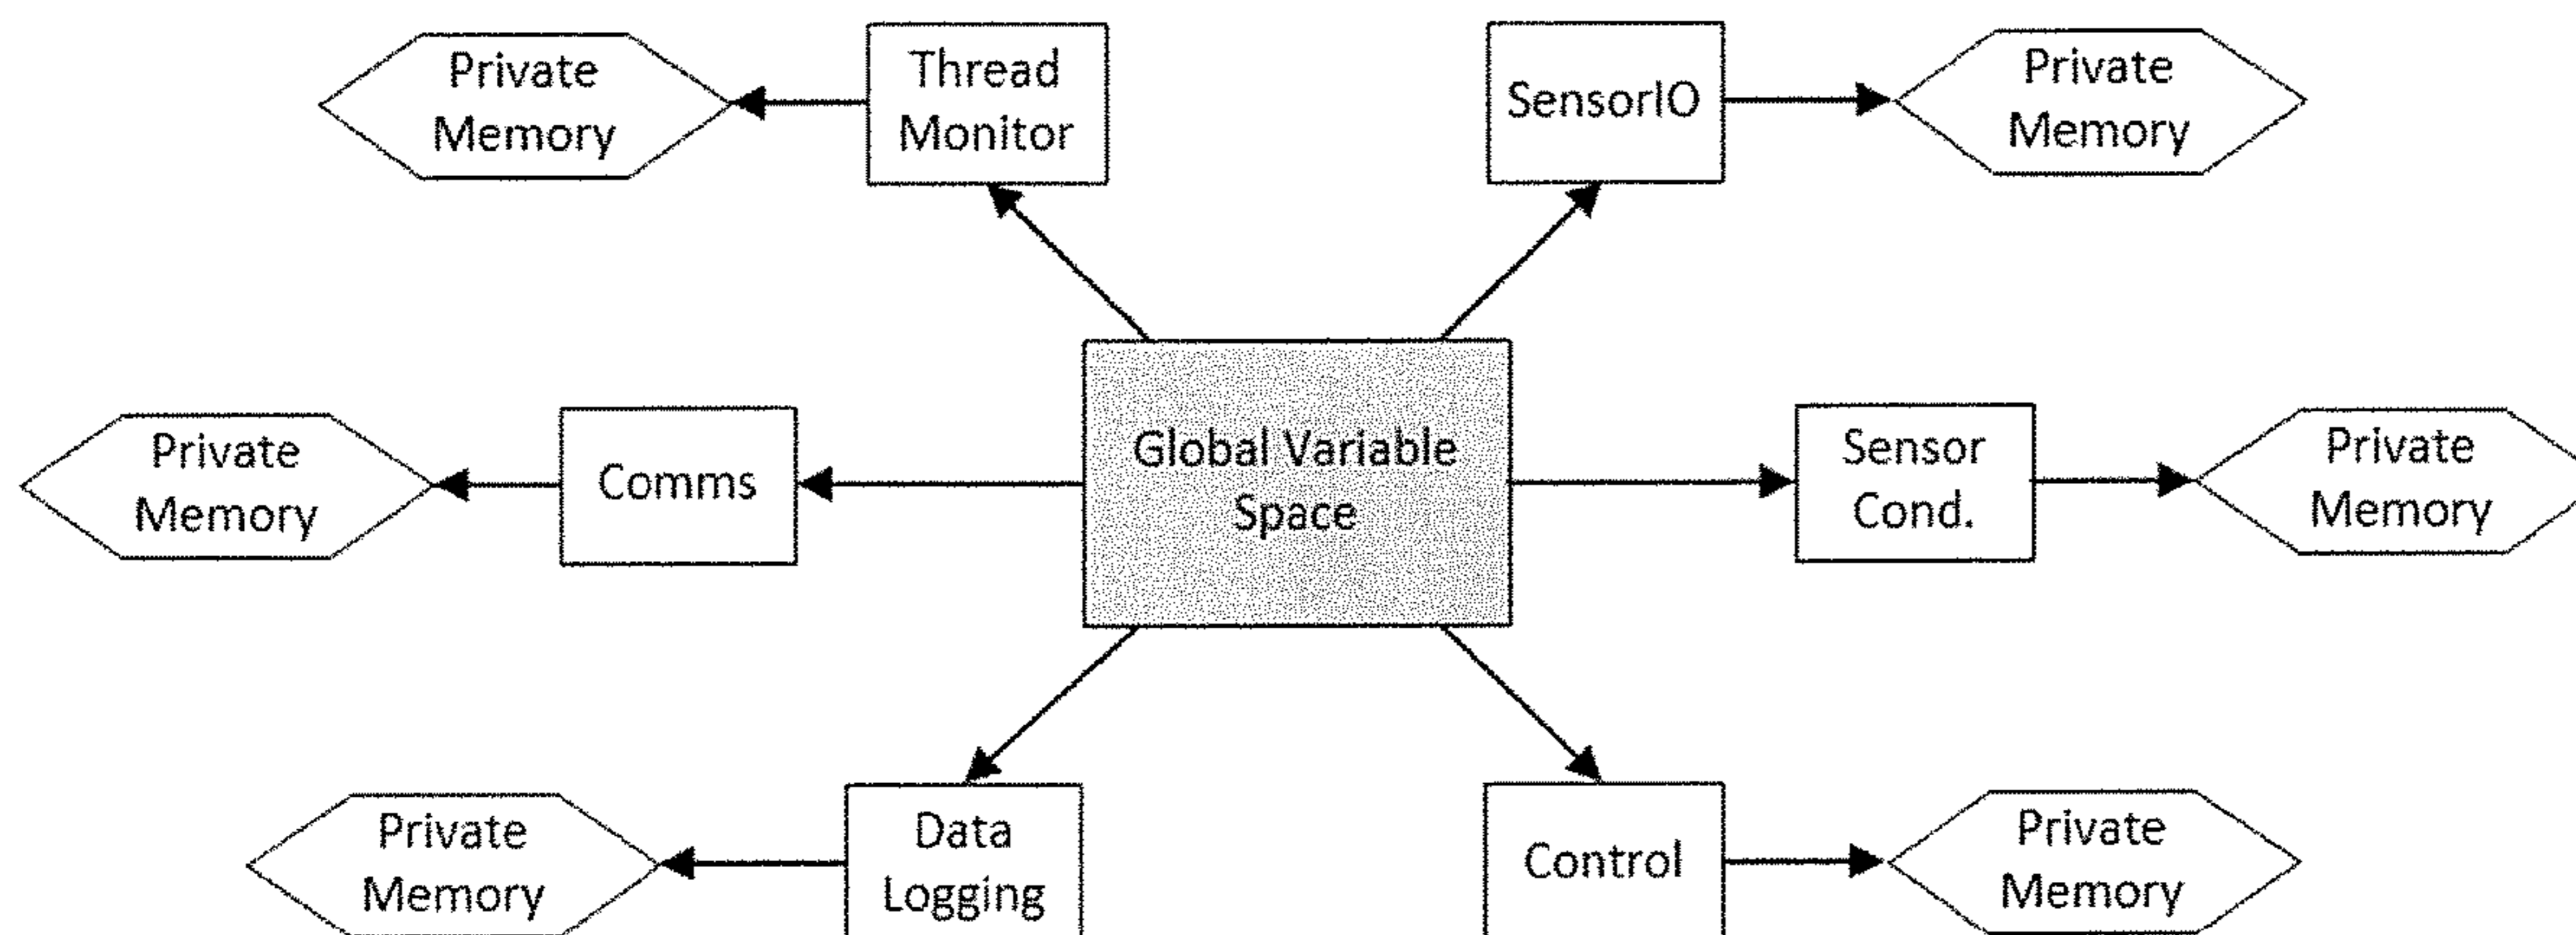 Private
Memory
Thread
Monitor
SensorIO
Private
Memory
Private
Memory
Comms
Global Variable
Space
Sensor
Cond.
Private
Memory
Private
Memory
Data
Logging
Control
Private
Memory